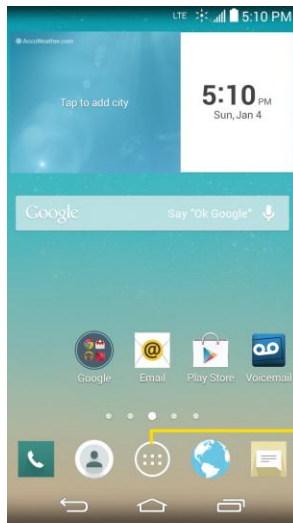 LTE 5:10 PM
AccuWeather.com
Tap to add city
5:10 PM
Sun, Jan 4
Google Say "Ok Google"
Google Email Play Store Voicemail